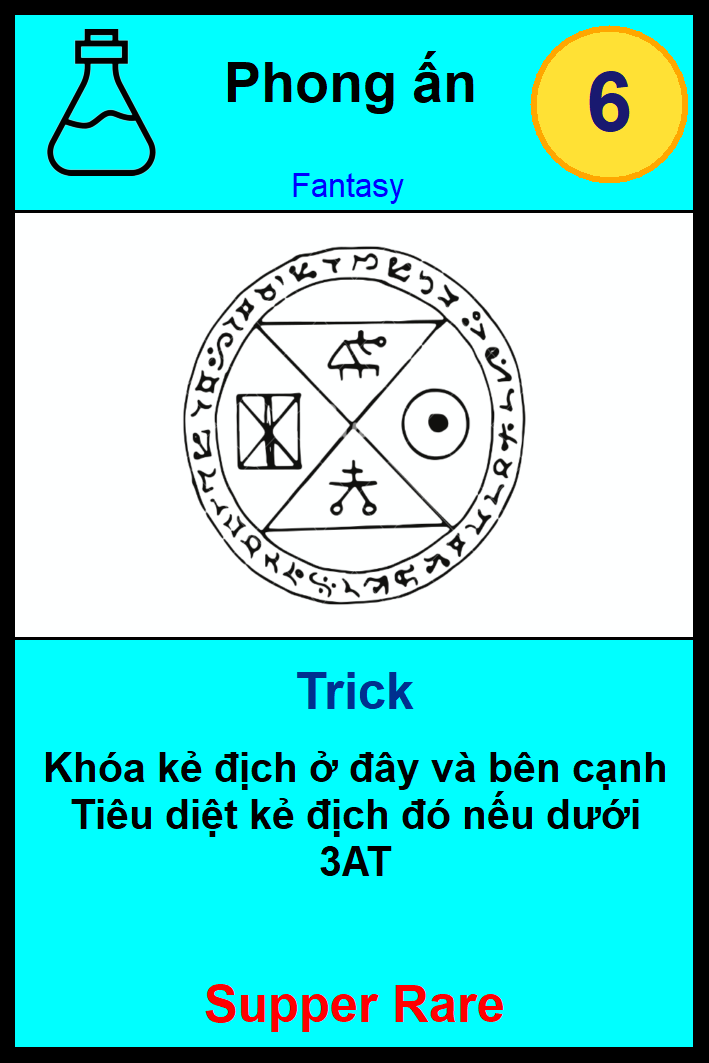 Phong ấn
6
Fantasy
Trick
Khóa kẻ địch ở đây và bên cạnh
Tiêu diệt kẻ địch đó nếu dưới
3AT
Supper Rare